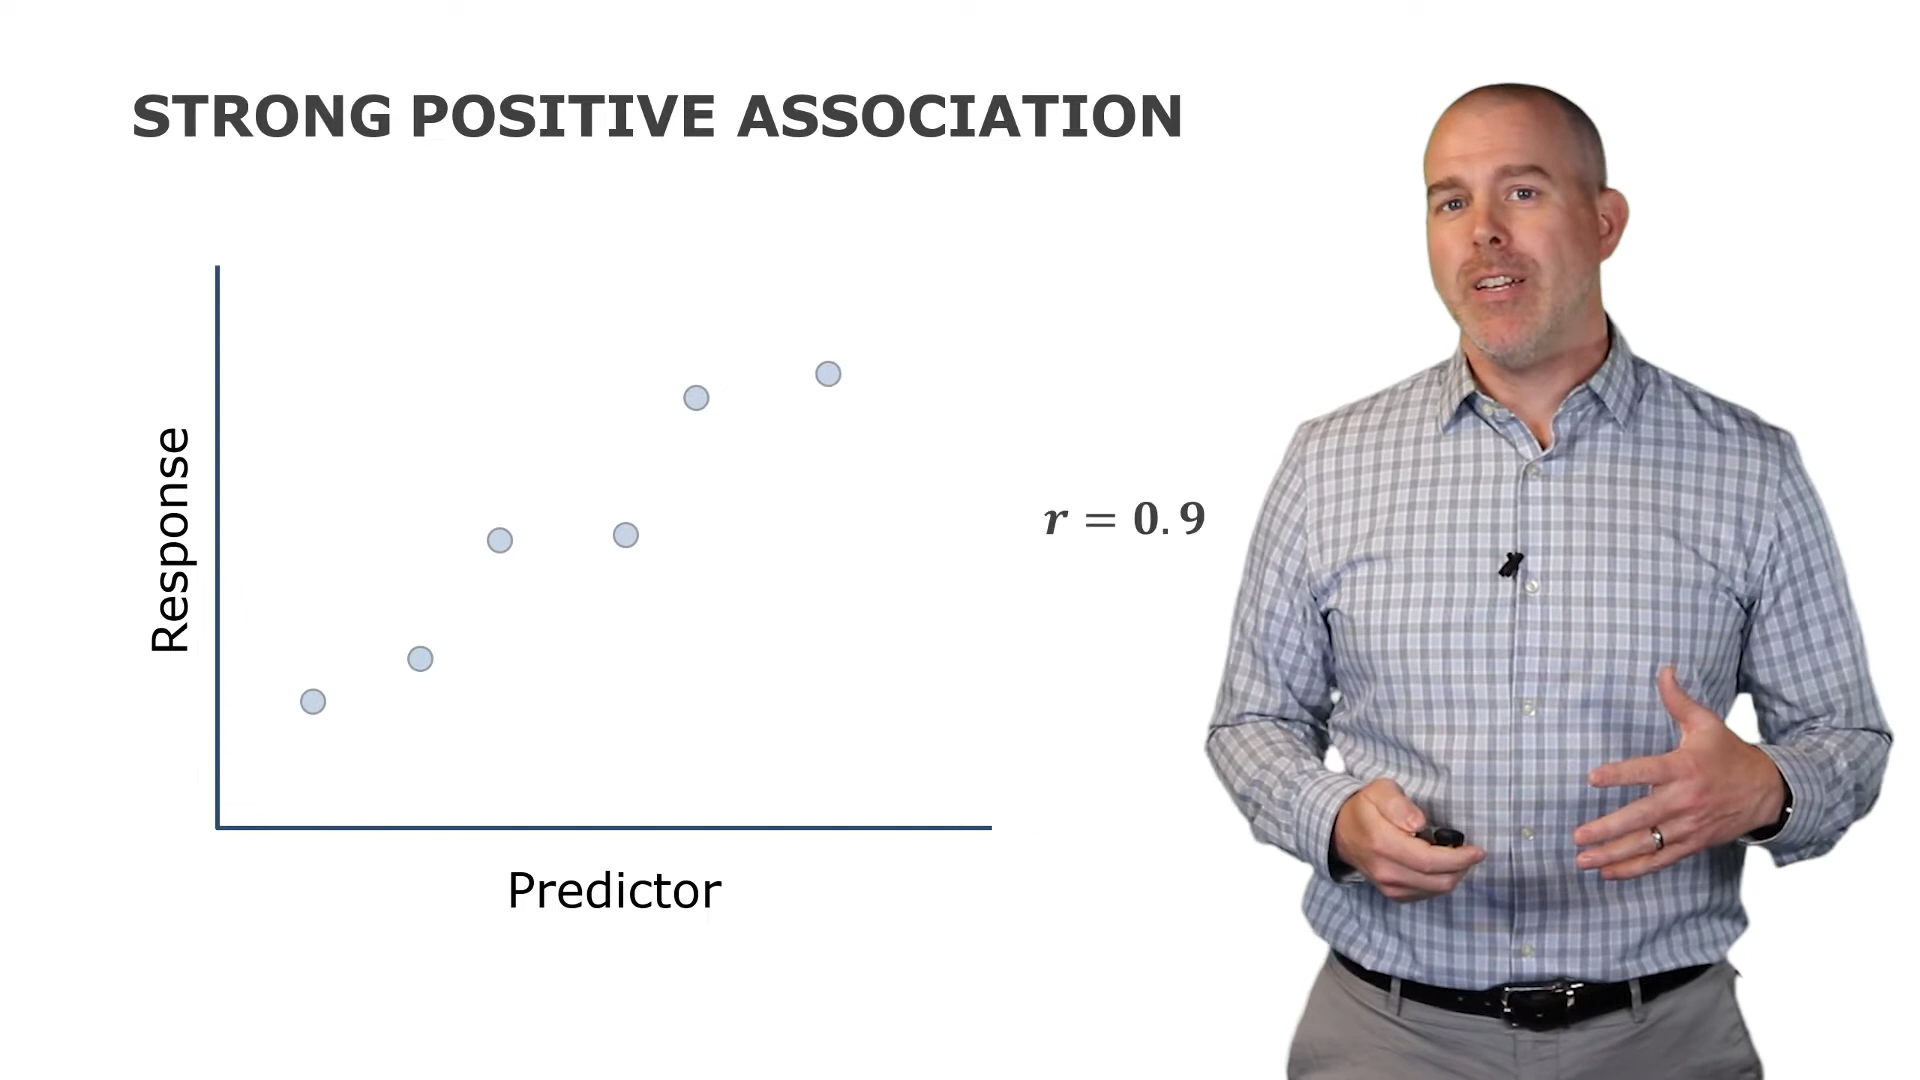 STRONG POSITIVE ASSOCIATION
Response
r = 0.9
Predictor